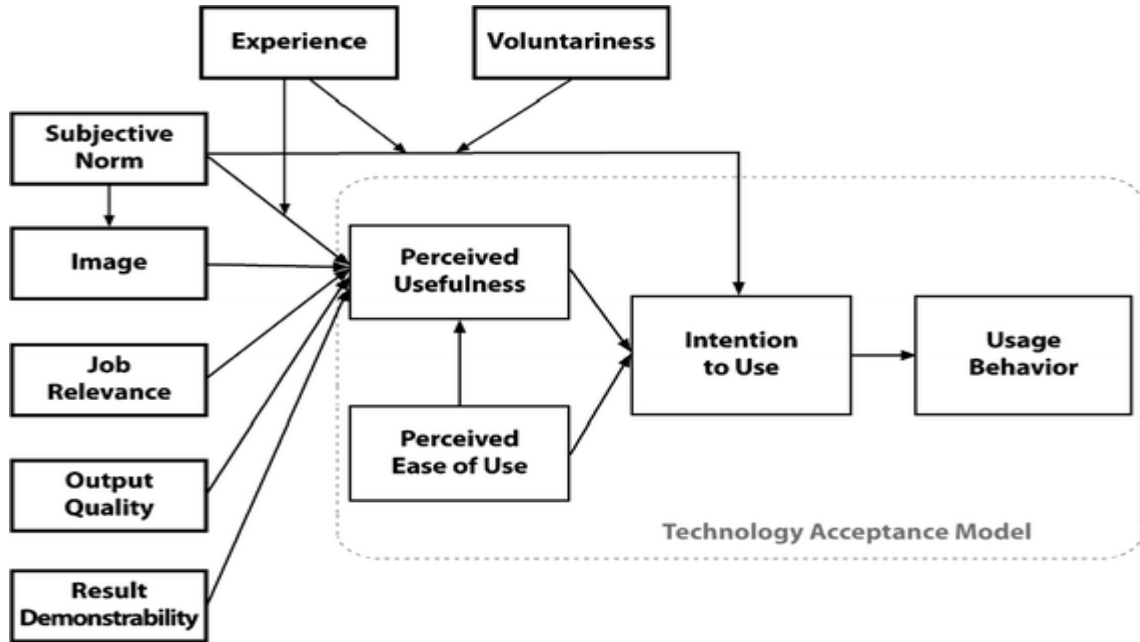 Experience
Voluntariness
Subjective
Norm
Image
Perceived
Usefulness
Job
Relevance
Intention
to Use
Usage
Behavior
Perceived
Ease of Use
Output
Quality
Technology Acceptance Model
Result
Demonstrability